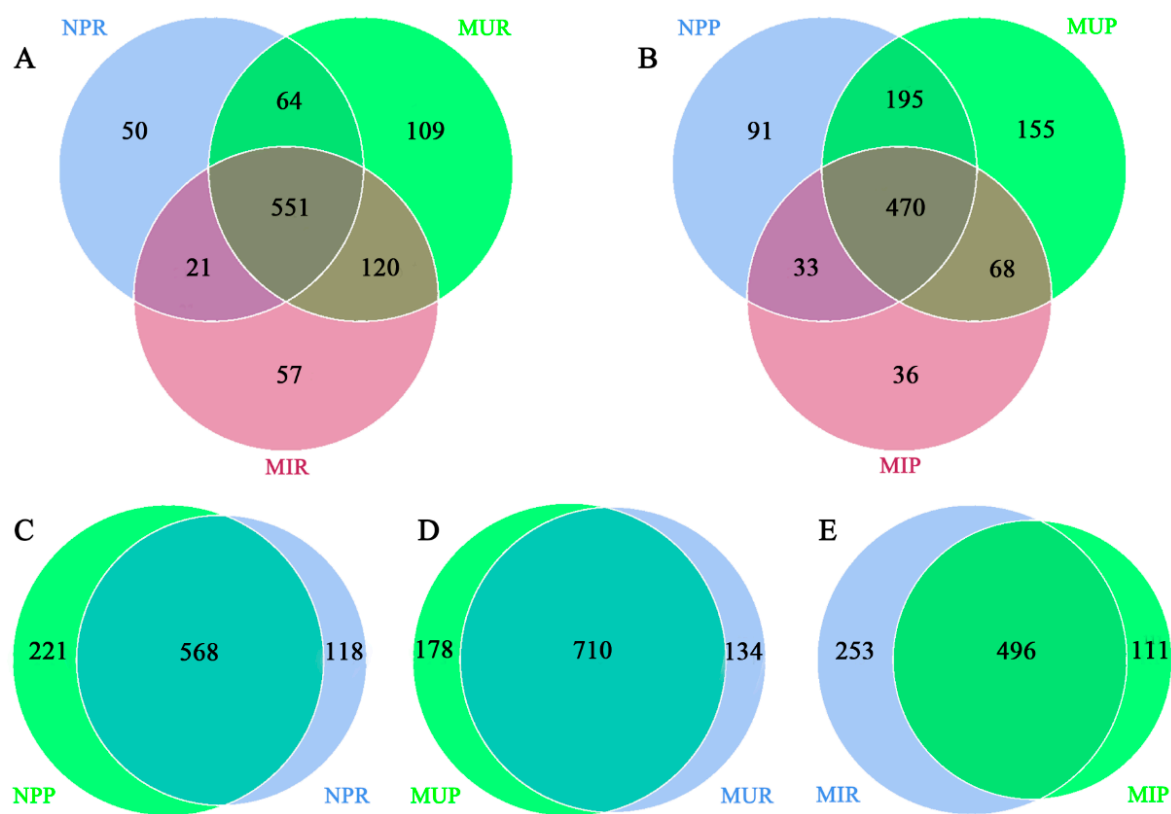 NPR MUR
A
64
50 109
551
21 120
57
MIR
NPP MUP
B
195
91 155
470
33 68
36
MIP
C
221 568 118
NPP NPR
D
178 710 134
MUP MUR
E
253 496 111
MIR MIP